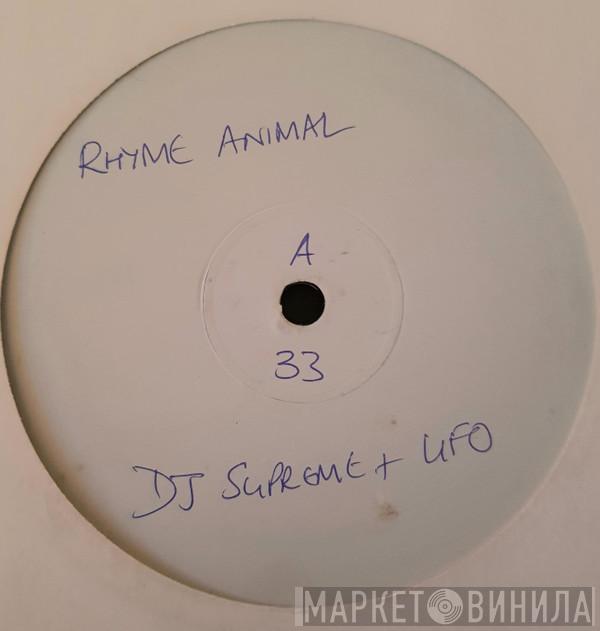 RHYME ANIMAL
A
33
DJ SUPREME + UFO
МАРКЕТ ВИНИЛА